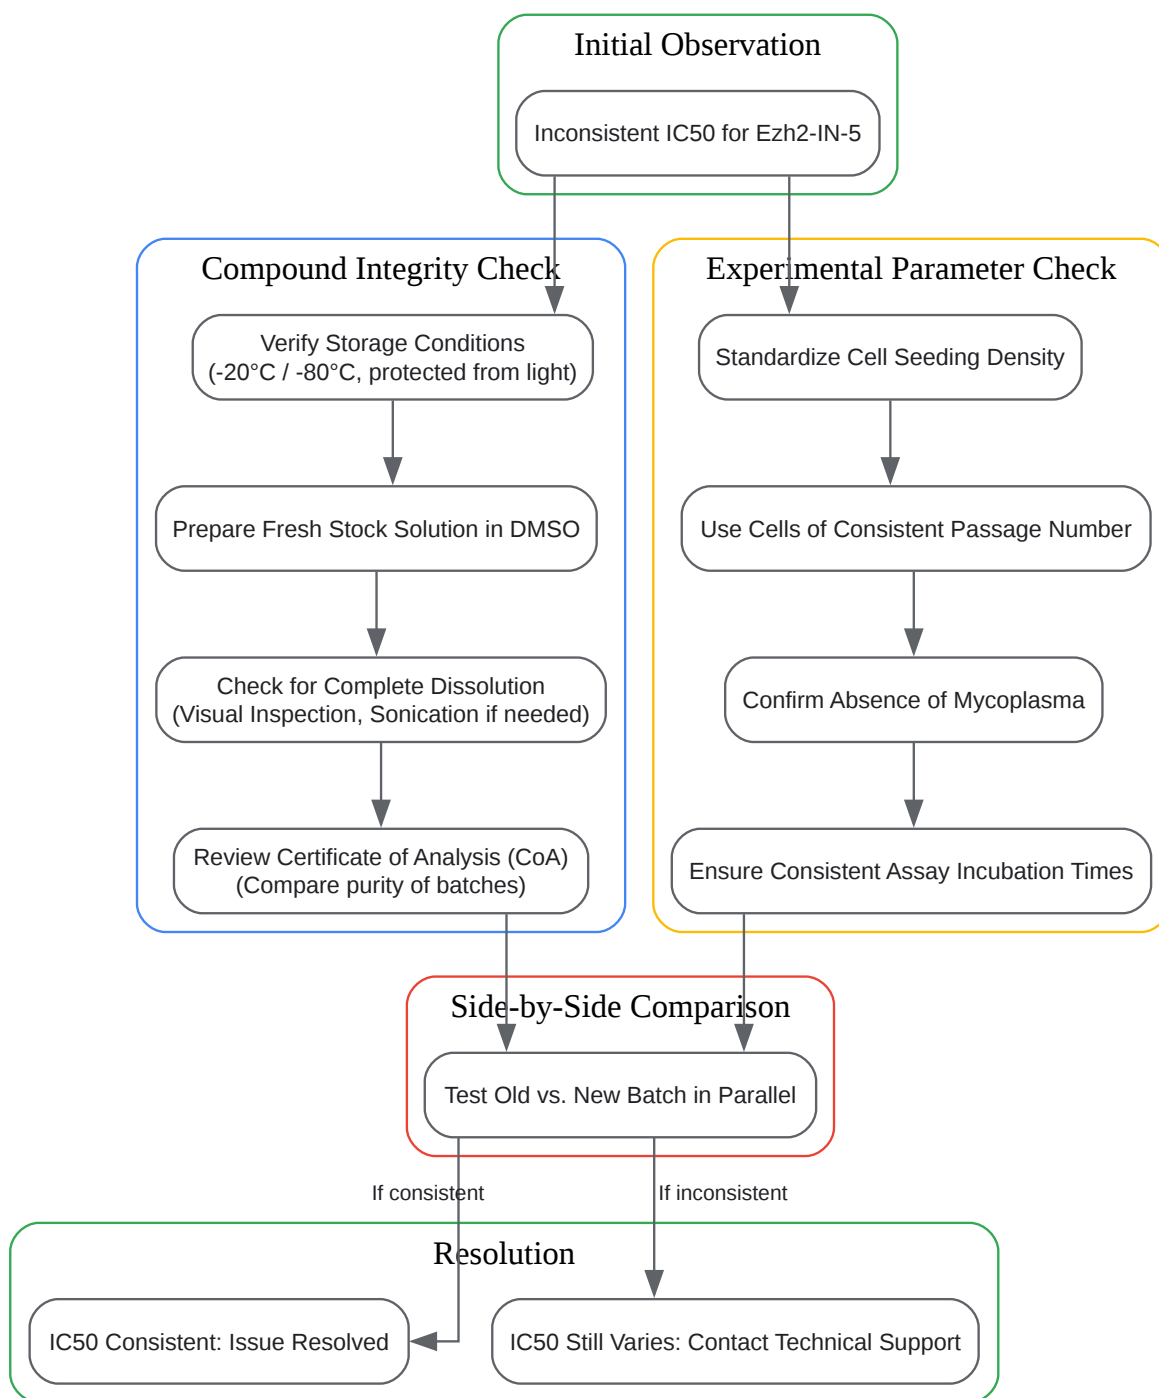 Initial Observation
Inconsistent IC50 for Ezh2-IN-5
Compound Integrity Check
Verify Storage Conditions
(-20°C / -80°C, protected from light)
Prepare Fresh Stock Solution in DMSO
Check for Complete Dissolution
(Visual Inspection, Sonication if needed)
Review Certificate of Analysis (CoA)
(Compare purity of batches)
Experimental Parameter Check
Standardize Cell Seeding Density
Use Cells of Consistent Passage Number
Confirm Absence of Mycoplasma
Ensure Consistent Assay Incubation Times
Side-by-Side Comparison
Test Old vs. New Batch in Parallel
If consistent
If inconsistent
Resolution
IC50 Consistent: Issue Resolved
IC50 Still Varies: Contact Technical Support